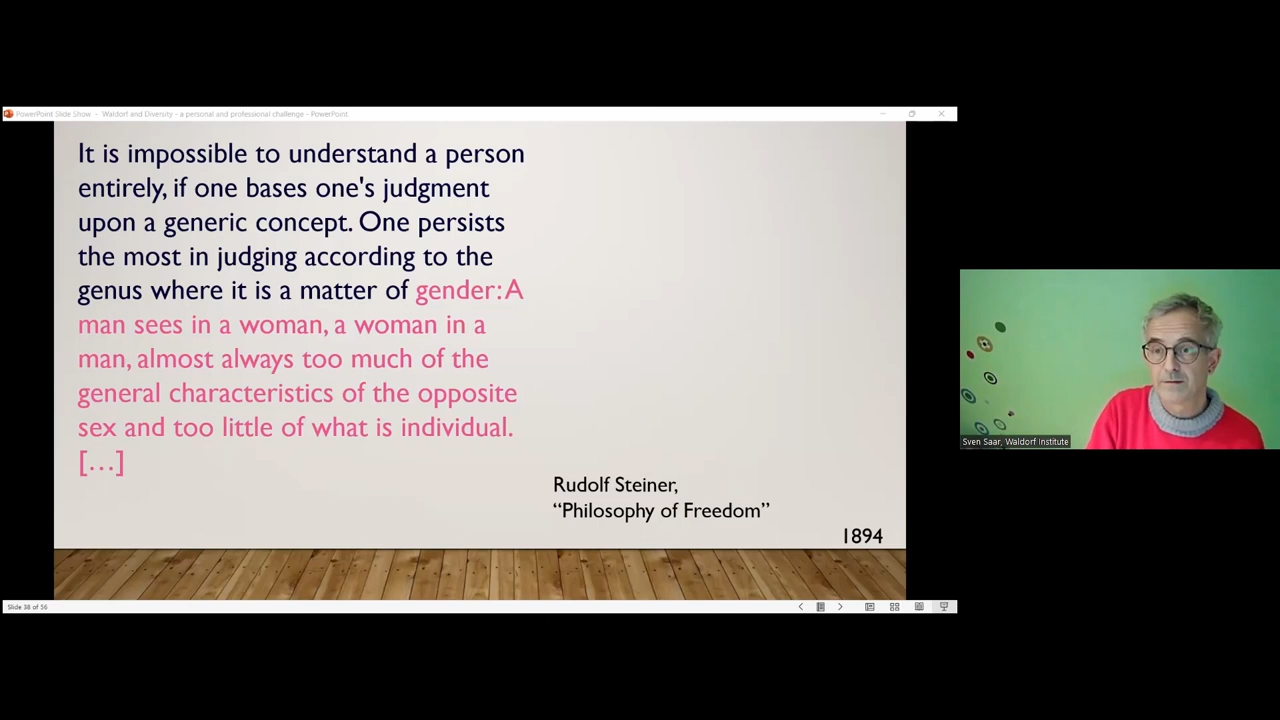 PowerPoint Slide Show - Waldorf and Diversity - a personal and professional challenge - PowerPoint
It is impossible to understand a person
entirely, if one bases one's judgment
upon a generic concept. One persists
the most in judging according to the
genus where it is a matter of gender: A
man sees in a woman, a woman in a
man, almost always too much of the
general characteristics of the opposite
sex and too little of what is individual.
[…]
Rudolf Steiner,
“Philosophy of Freedom”
1894
Sven Saar, Waldorf Institute
Slide 38 of 56